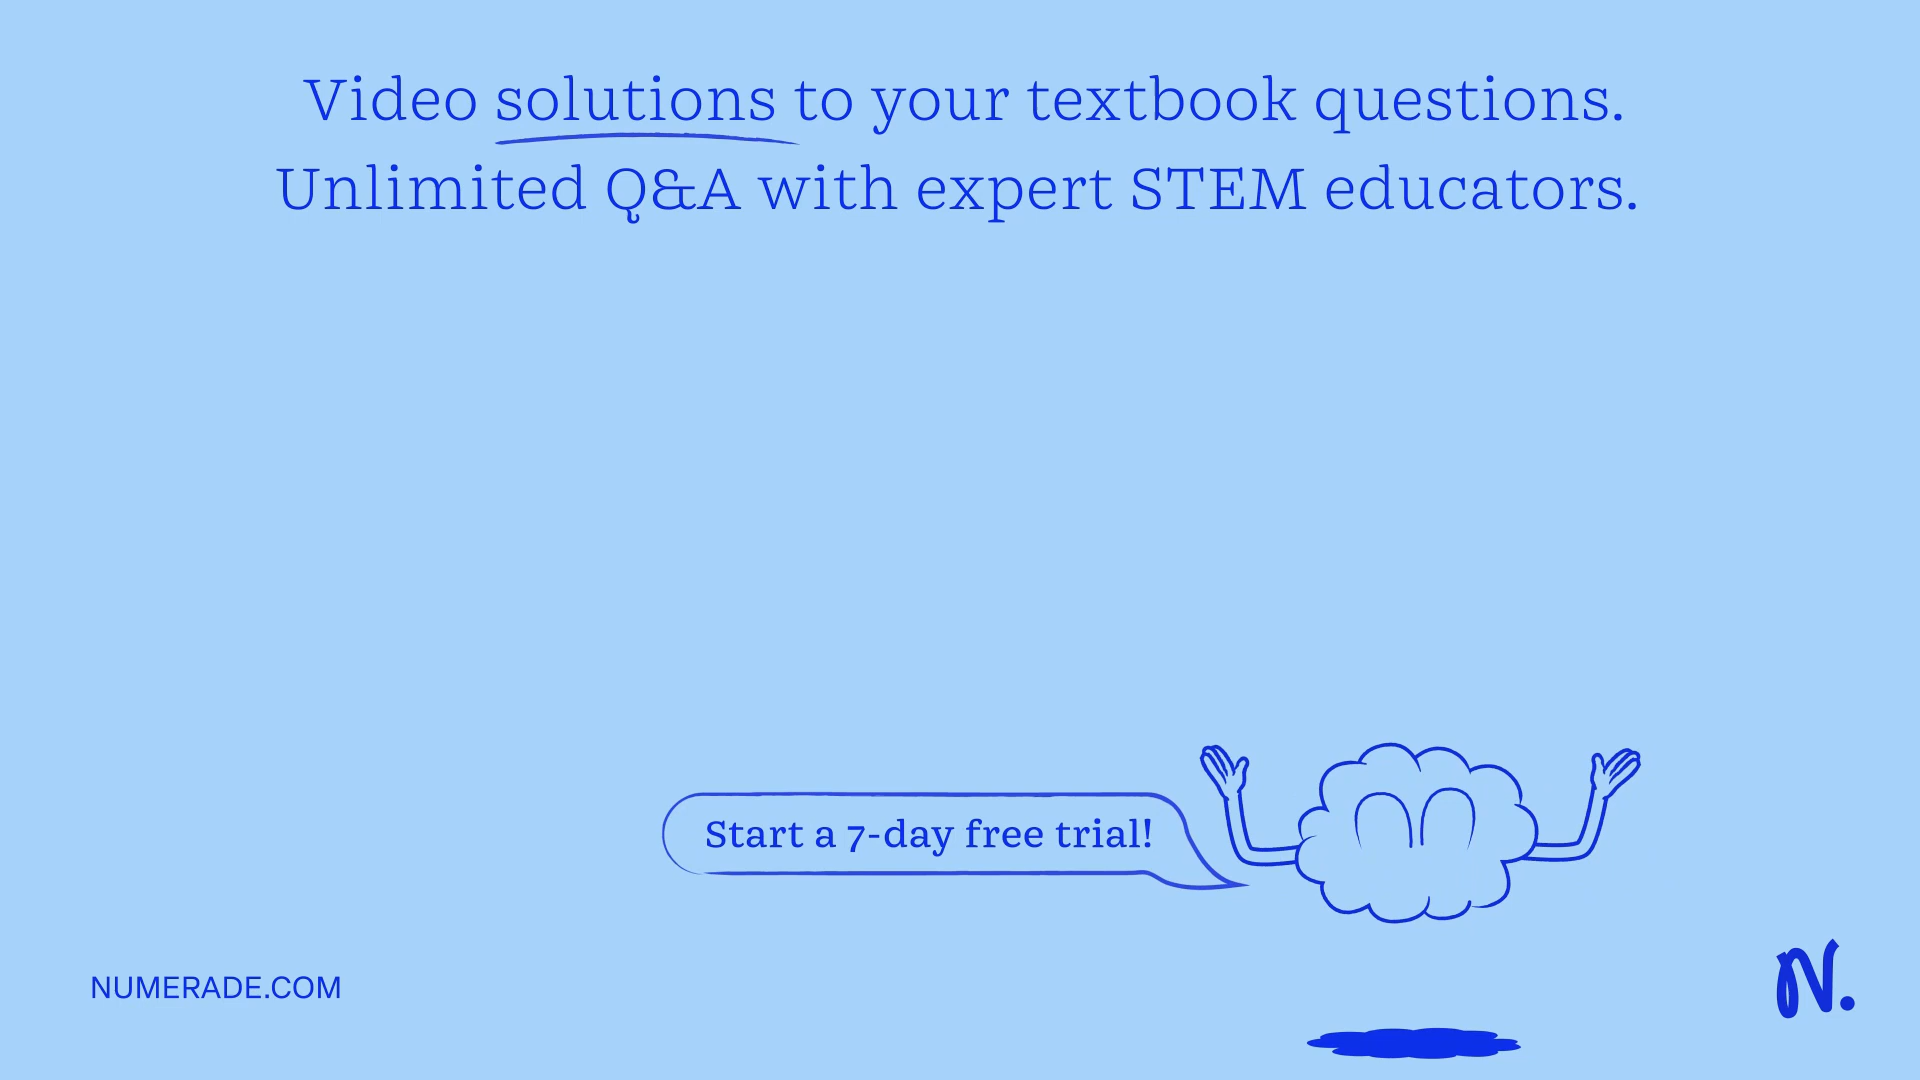 Video solutions to your textbook questions.
Unlimited Q&A with expert STEM educators.
Start a 7-day free trial!
NUMERADE.COM
N.